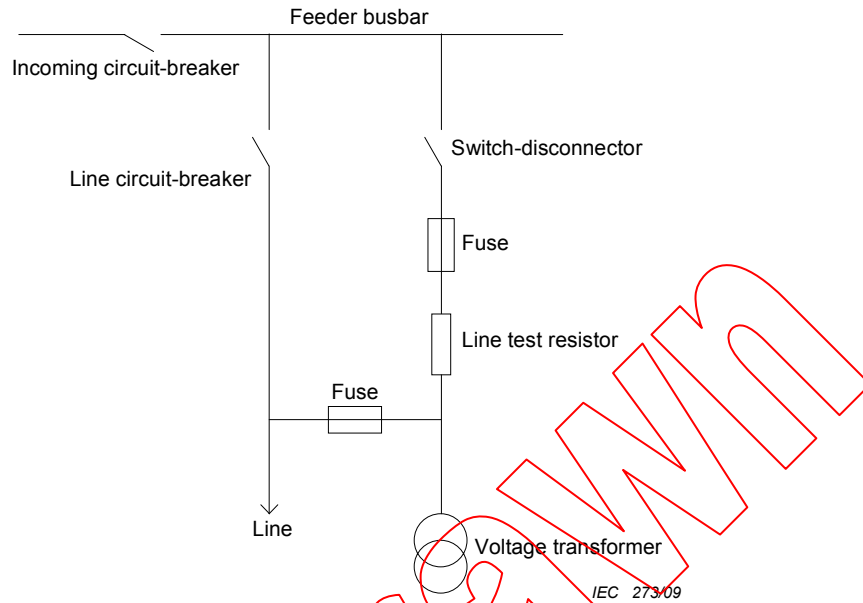 Feeder busbar
Incoming circuit-breaker
Switch-disconnector
Line circuit-breaker
Fuse
Line test resistor
Fuse
Line
Voltage transformer
IEC 273/09